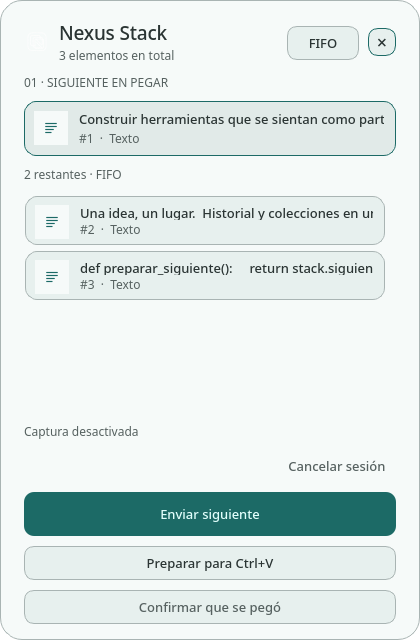 Nexus Stack
3 elementos en total
FIFO
×
01 · SIGUIENTE EN PEGAR
Construir herramientas que se sientan como part
#1 · Texto
2 restantes · FIFO
Una idea, un lugar. Historial y colecciones en
#2 · Texto
def preparar_siguiente(): return stack.siguien
#3 · Texto
Captura desactivada
Cancelar sesión
Enviar siguiente
Preparar para Ctrl+V
Confirmar que se pegó